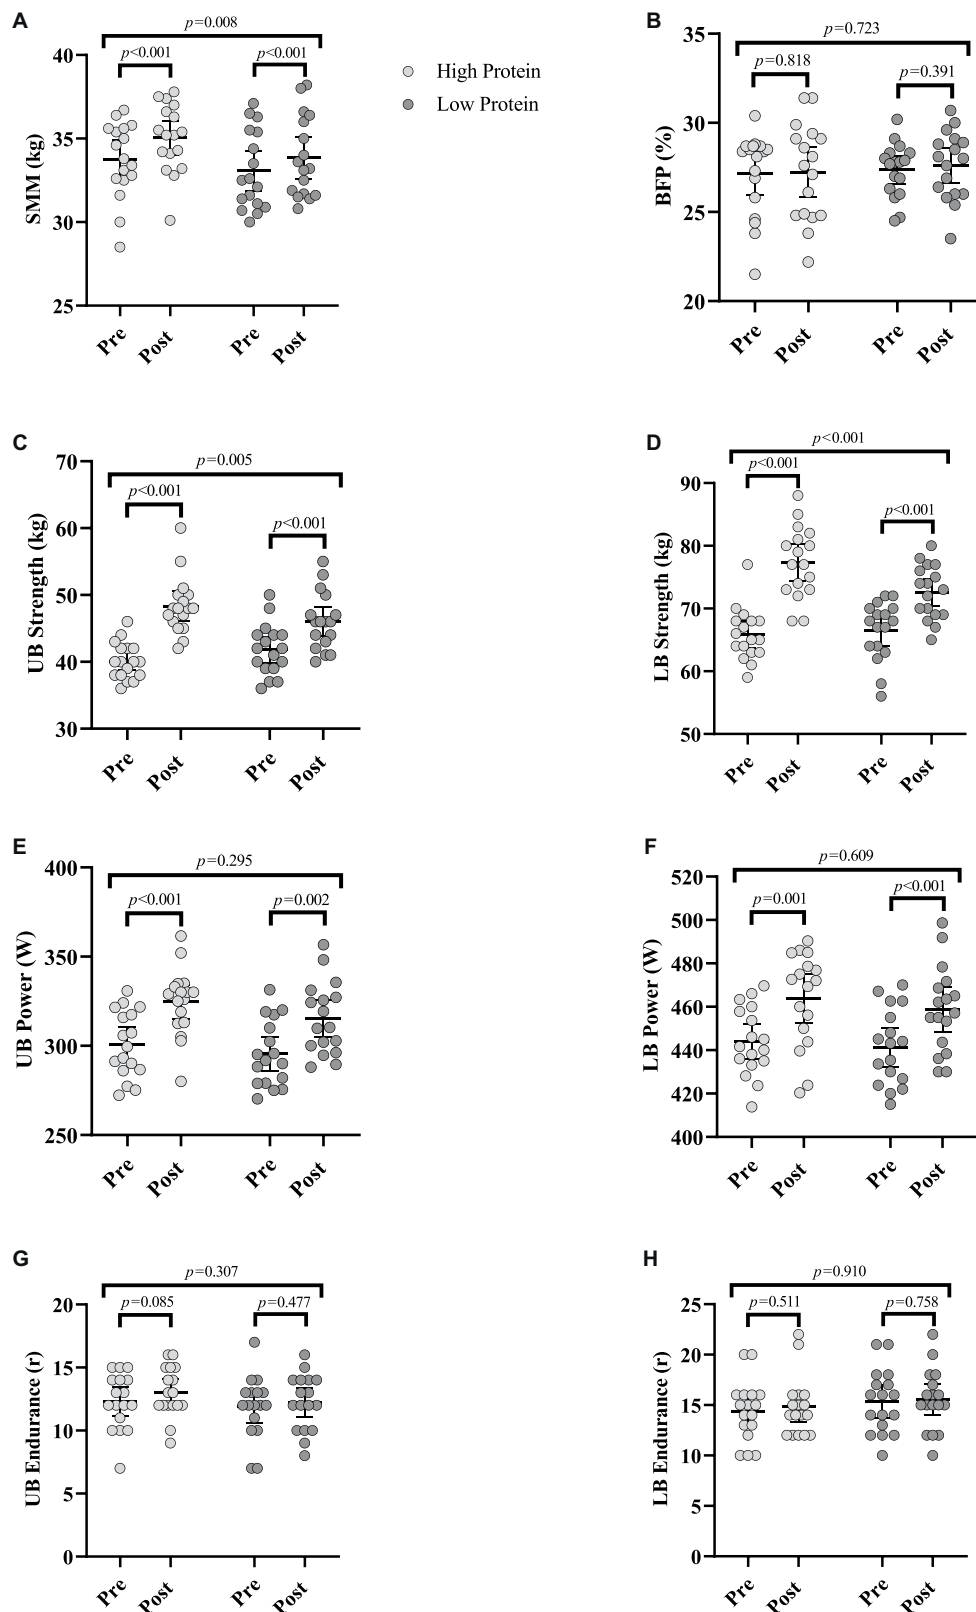 A
p=0.008
p<0.001
p<0.001
High Protein
Low Protein
40
35
30
25
SMM (kg)
Pre
Post
Pre
Post
B
p=0.723
p=0.818
p=0.391
35
30
25
20
BFP (%)
Pre
Post
Pre
Post
C
p=0.005
p<0.001
p<0.001
70
60
50
40
30
UB Strength (kg)
Pre
Post
Pre
Post
D
p<0.001
p<0.001
p<0.001
90
80
70
60
50
LB Strength (kg)
Pre
Post
Pre
Post
E
p=0.295
p<0.001
p=0.002
400
350
300
250
UB Power (W)
Pre
Post
Pre
Post
F
p=0.609
p=0.001
p<0.001
520
500
480
460
440
420
400
LB Power (W)
Pre
Post
Pre
Post
G
p=0.307
p=0.085
p=0.477
20
15
10
5
0
UB Endurance (r)
Pre
Post
Pre
Post
H
p=0.910
p=0.511
p=0.758
25
20
15
10
5
0
LB Endurance (r)
Pre
Post
Pre
Post